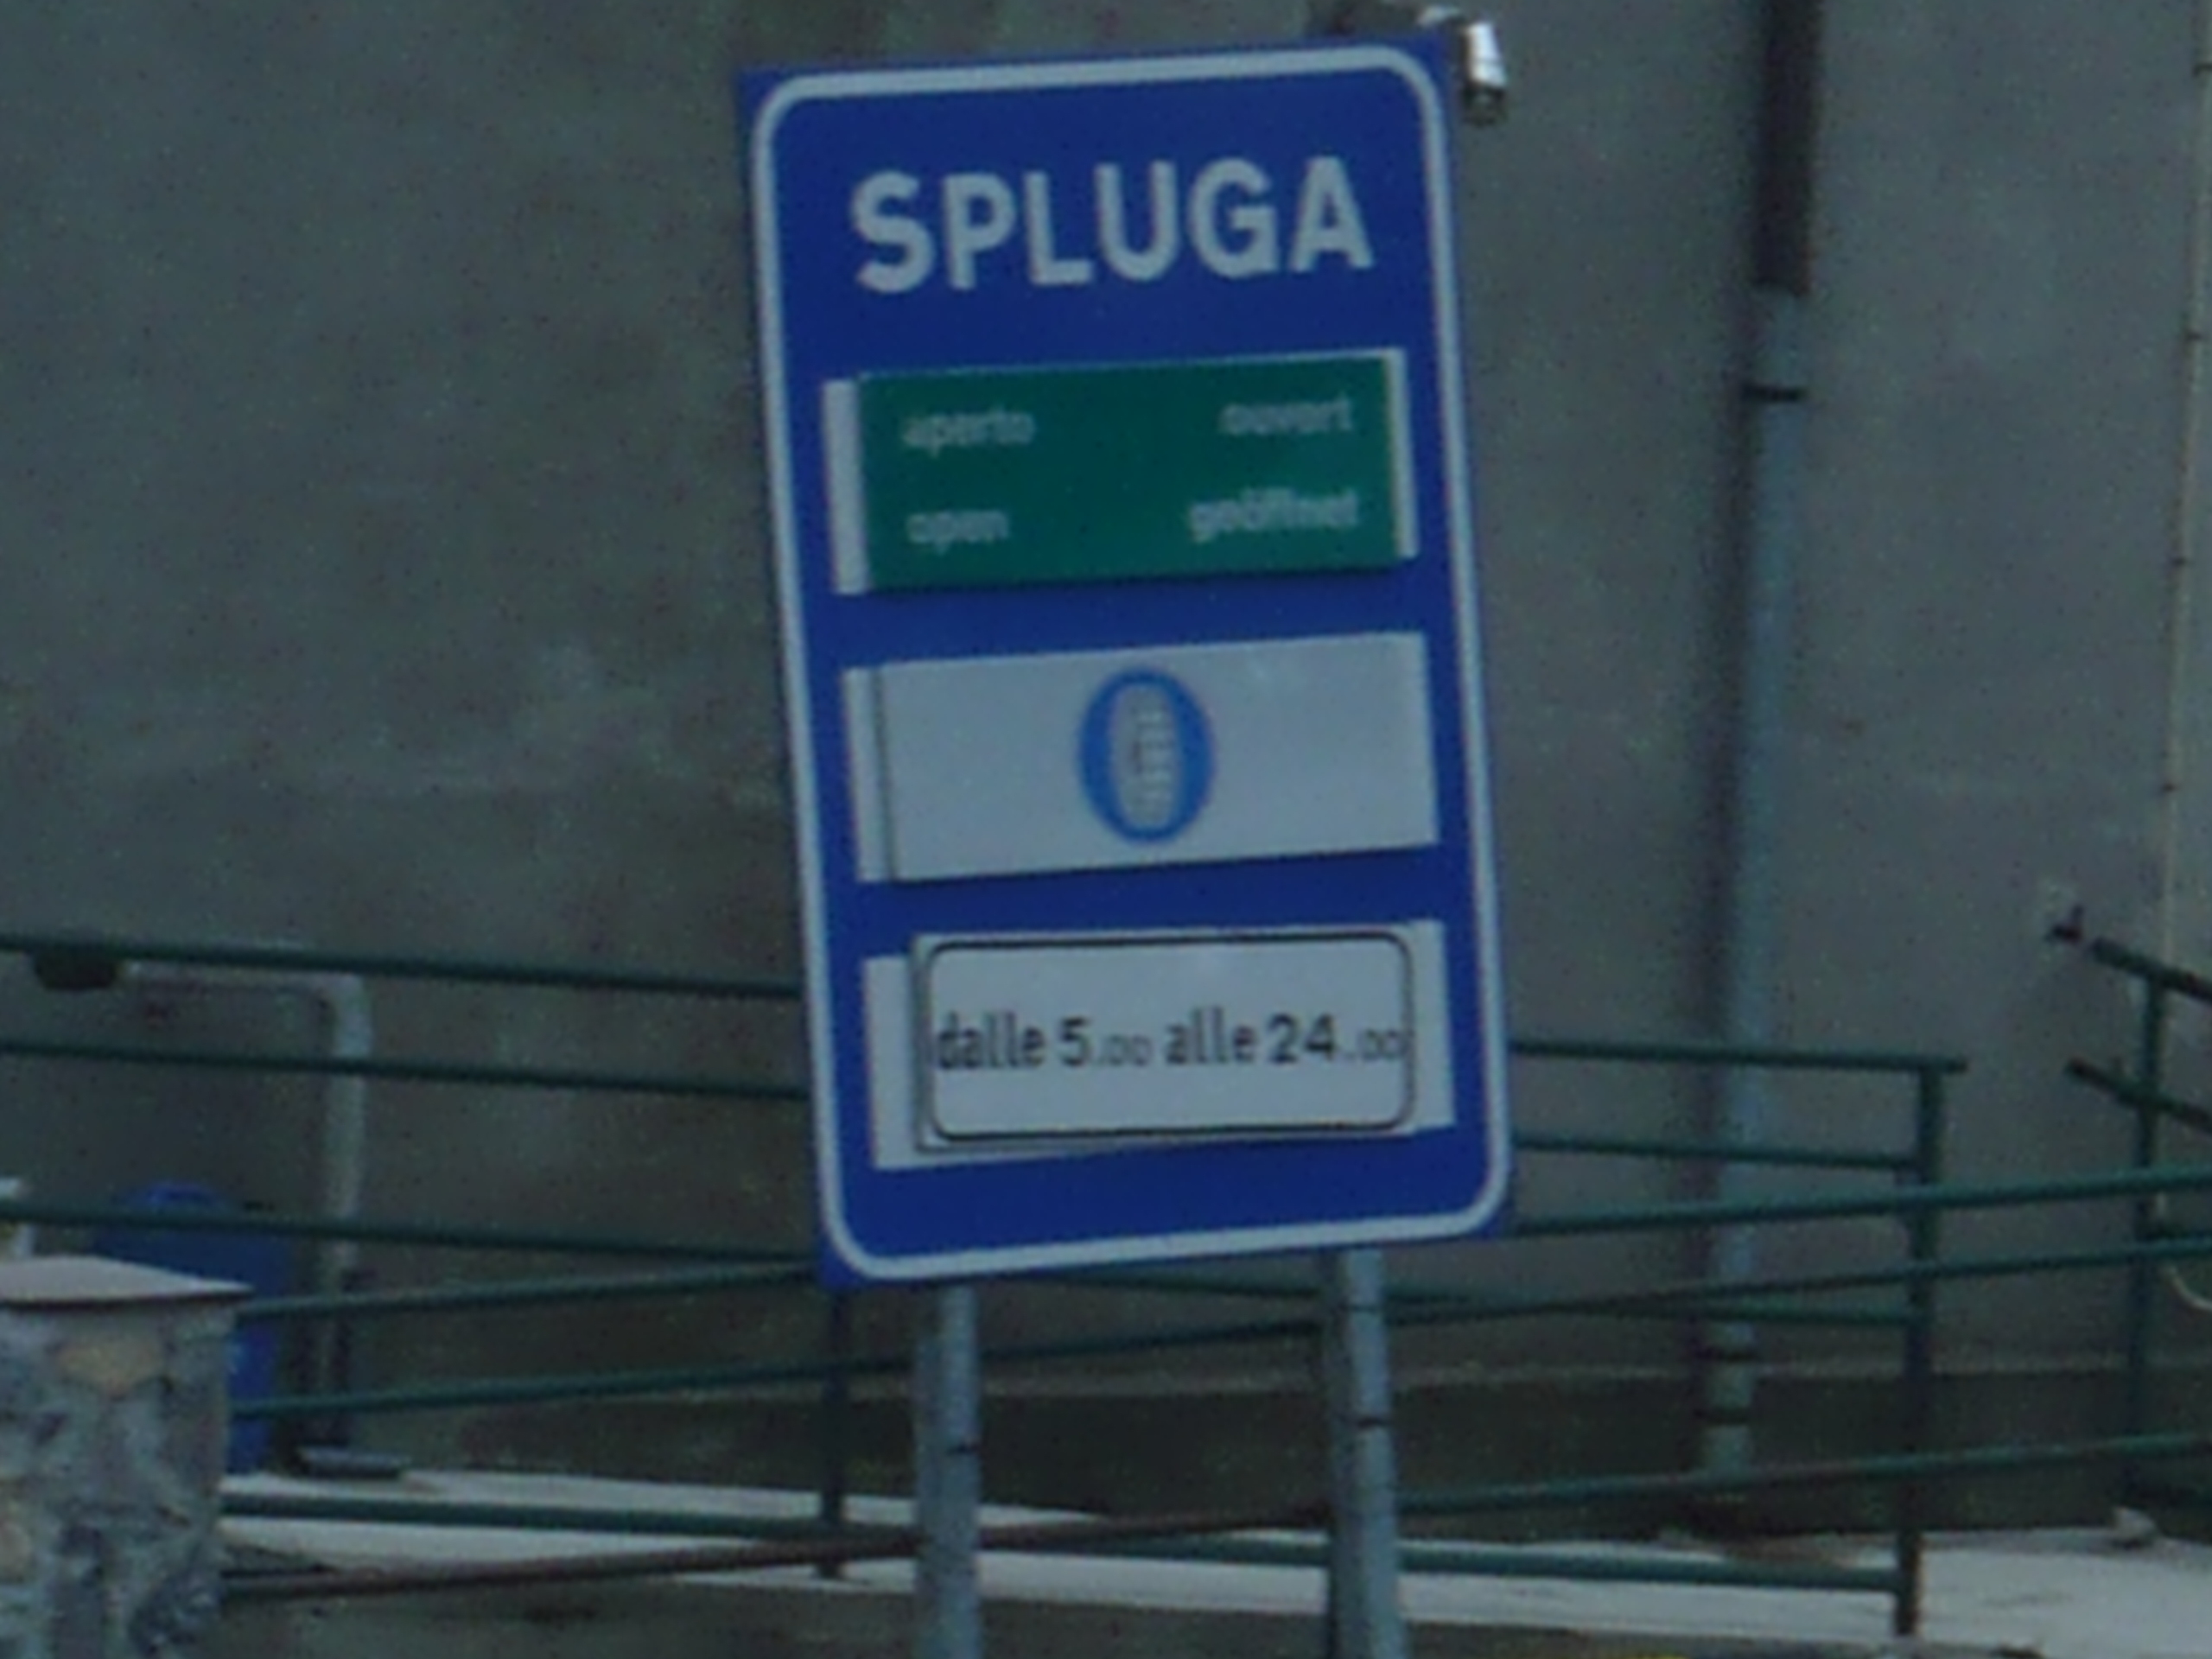 SPLUGA
aperto ouvert
open geöffnet
dalle 5.00 alle 24.00